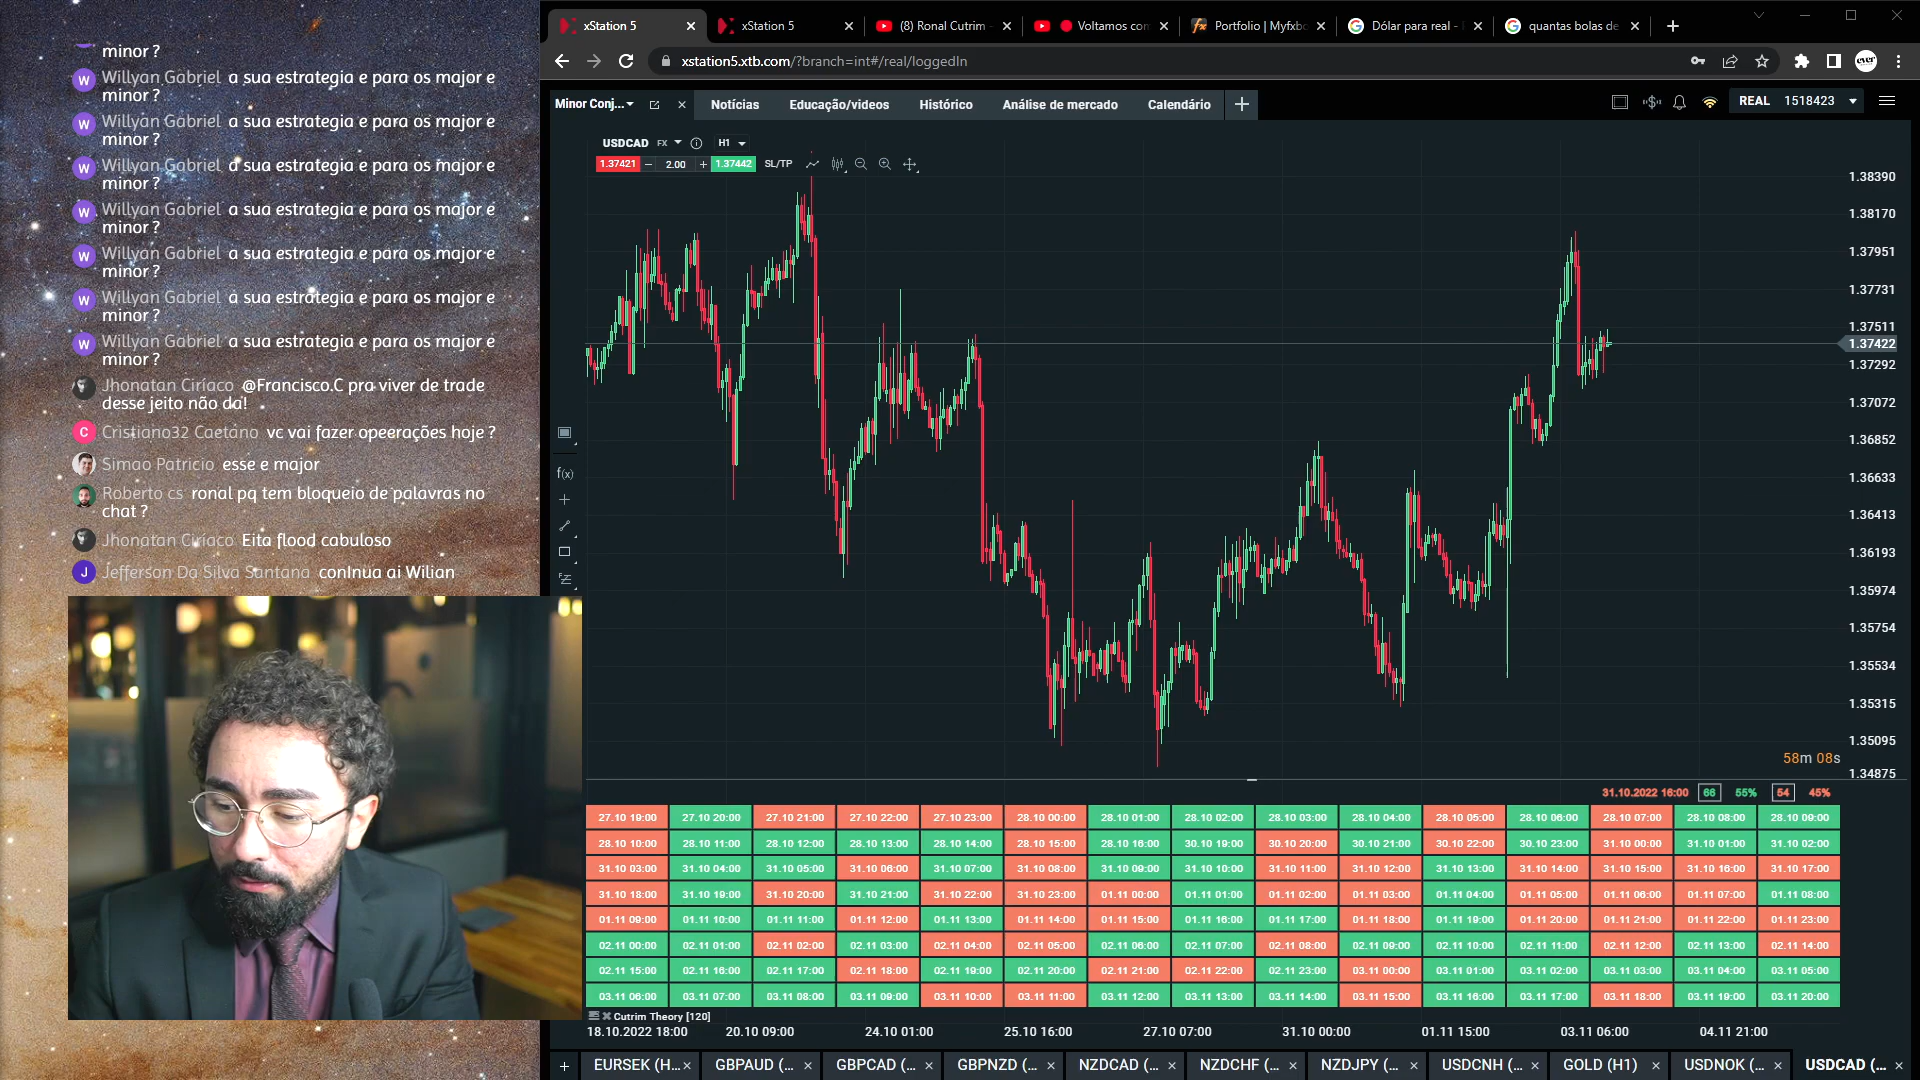 minor ?
Willyan Gabriel a sua estrategia e para os major e
minor ?
Willyan Gabriel a sua estrategia e para os major e
minor ?
Willyan Gabriel a sua estrategia e para os major e
minor ?
Willyan Gabriel a sua estrategia e para os major e
minor ?
Willyan Gabriel a sua estrategia e para os major e
minor ?
Willyan Gabriel a sua estrategia e para os major e
minor ?
Willyan Gabriel a sua estrategia e para os major e
minor ?
Jhonatan Ciríaco @Francisco.C pra viver de trade
desse jeito não da!
Cristiano32 Caetano vc vai fazer opeerações hoje ?
Simao Patricio esse e major
Roberto cs ronal pq tem bloqueio de palavras no
chat ?
Jhonatan Ciríaco Eita flood cabuloso
Jefferson Da Silva Santana conInua ai Wilian
xStation 5
xStation 5
(8) Ronal Cutrim -
Voltamos com
Portfolio | Myfxbo
Dólar para real -
quantas bolas de
xstation5.xtb.com/?branch=int#/real/loggedIn
Minor Conj... Notícias Educação/videos Histórico Análise de mercado Calendário REAL 1518423
USDCAD FX H1
1.37421 2.00 1.37442 SL/TP
1.38390
1.38170
1.37951
1.37731
1.37511
1.37422
1.37292
1.37072
1.36852
1.36633
1.36413
1.36193
1.35974
1.35754
1.35534
1.35315
1.35095
1.34875
f(x)
58m 08s
31.10.2022 16:00 66 55% 54 45%
27.10 19:00 27.10 20:00 27.10 21:00 27.10 22:00 27.10 23:00 28.10 00:00 28.10 01:00 28.10 02:00 28.10 03:00 28.10 04:00 28.10 05:00 28.10 06:00 28.10 07:00 28.10 08:00 28.10 09:00
28.10 10:00 28.10 11:00 28.10 12:00 28.10 13:00 28.10 14:00 28.10 15:00 28.10 16:00 30.10 19:00 30.10 20:00 30.10 21:00 30.10 22:00 30.10 23:00 31.10 00:00 31.10 01:00 31.10 02:00
31.10 03:00 31.10 04:00 31.10 05:00 31.10 06:00 31.10 07:00 31.10 08:00 31.10 09:00 31.10 10:00 31.10 11:00 31.10 12:00 31.10 13:00 31.10 14:00 31.10 15:00 31.10 16:00 31.10 17:00
31.10 18:00 31.10 19:00 31.10 20:00 31.10 21:00 31.10 22:00 31.10 23:00 01.11 00:00 01.11 01:00 01.11 02:00 01.11 03:00 01.11 04:00 01.11 05:00 01.11 06:00 01.11 07:00 01.11 08:00
01.11 09:00 01.11 10:00 01.11 11:00 01.11 12:00 01.11 13:00 01.11 14:00 01.11 15:00 01.11 16:00 01.11 17:00 01.11 18:00 01.11 19:00 01.11 20:00 01.11 21:00 01.11 22:00 01.11 23:00
02.11 00:00 02.11 01:00 02.11 02:00 02.11 03:00 02.11 04:00 02.11 05:00 02.11 06:00 02.11 07:00 02.11 08:00 02.11 09:00 02.11 10:00 02.11 11:00 02.11 12:00 02.11 13:00 02.11 14:00
02.11 15:00 02.11 16:00 02.11 17:00 02.11 18:00 02.11 19:00 02.11 20:00 02.11 21:00 02.11 22:00 02.11 23:00 03.11 00:00 03.11 01:00 03.11 02:00 03.11 03:00 03.11 04:00 03.11 05:00
03.11 06:00 03.11 07:00 03.11 08:00 03.11 09:00 03.11 10:00 03.11 11:00 03.11 12:00 03.11 13:00 03.11 14:00 03.11 15:00 03.11 16:00 03.11 17:00 03.11 18:00 03.11 19:00 03.11 20:00
Cutrim Theory [120]
18.10.2022 18:00 20.10 09:00 24.10 01:00 25.10 16:00 27.10 07:00 31.10 00:00 01.11 15:00 03.11 06:00 04.11 21:00
EURSEK (H... GBPAUD (... GBPCAD (... GBPNZD (... NZDCAD (... NZDCHF (... NZDJPY (... USDCNH (... GOLD (H1) USDNOK (... USDCAD (...